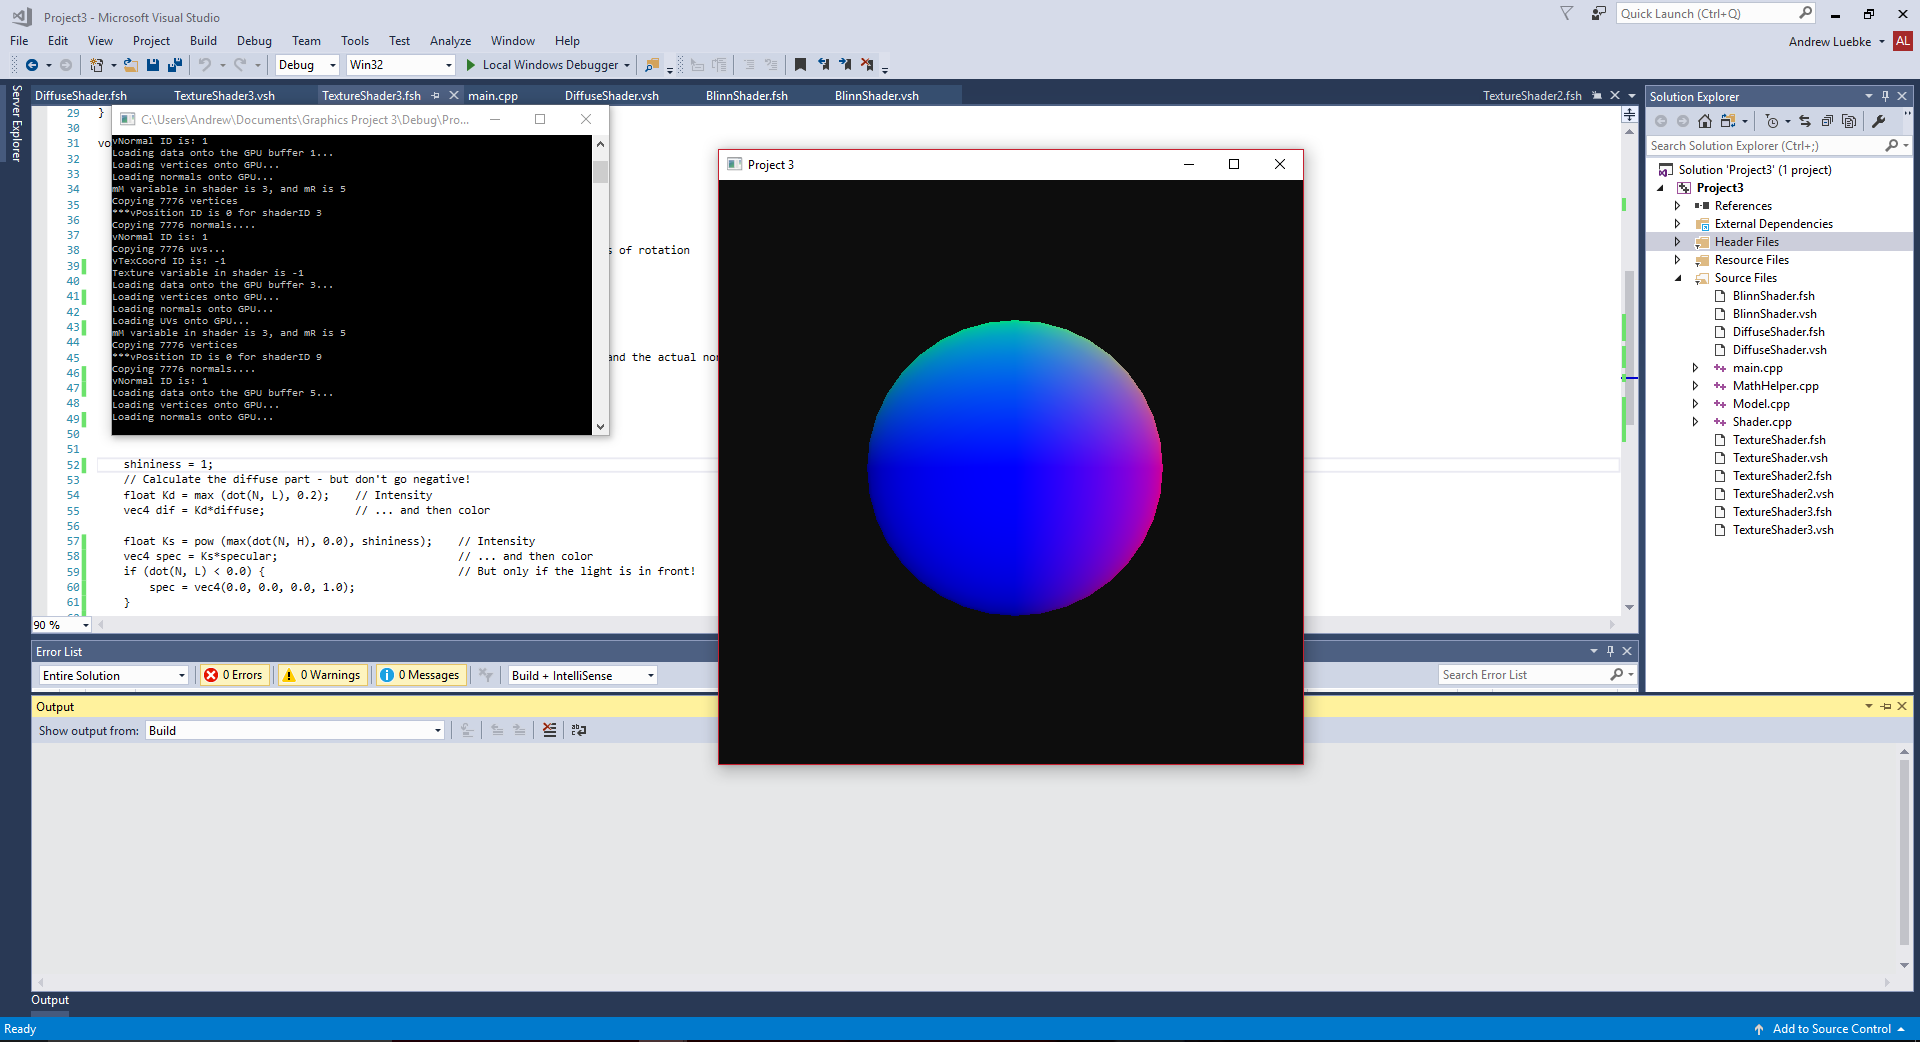 Project3 - Microsoft Visual Studio
Quick Launch (Ctrl+Q)
File Edit View Project Build Debug Team Tools Test Analyze Window Help
Andrew Luebke AL
Debug Win32 Local Windows Debugger
Server Explorer
DiffuseShader.fsh TextureShader3.vsh TextureShader3.fsh main.cpp DiffuseShader.vsh BlinnShader.fsh BlinnShader.vsh TextureShader2.fsh
C:\Users\Andrew\Documents\Graphics Project 3\Debug\Pro...
vNormal ID is: 1
Loading data onto the GPU buffer 1...
Loading vertices onto GPU...
Loading normals onto GPU...
mM variable in shader is 3, and mR is 5
Copying 7776 vertices
***vPosition ID is 0 for shaderID 3
Copying 7776 normals....
vNormal ID is: 1
Copying 7776 uvs...
vTexCoord ID is: -1
Texture variable in shader is -1
Loading data onto the GPU buffer 3...
Loading vertices onto GPU...
Loading normals onto GPU...
Loading UVs onto GPU...
mM variable in shader is 3, and mR is 5
Copying 7776 vertices
***vPosition ID is 0 for shaderID 9
Copying 7776 normals....
vNormal ID is: 1
Loading data onto the GPU buffer 5...
Loading vertices onto GPU...
Loading normals onto GPU...
29 }
30
31 vo
32
33
34
35
36
37
38 s of rotation
39
40
41
42
43
44
45 and the actual nor
46
47
48
49
50
51
52 shininess = 1;
53 // Calculate the diffuse part - but don't go negative!
54 float Kd = max (dot(N, L), 0.2); // Intensity
55 vec4 dif = Kd*diffuse; // ... and then color
56
57 float Ks = pow (max(dot(N, H), 0.0), shininess); // Intensity
58 vec4 spec = Ks*specular; // ... and then color
59 if (dot(N, L) < 0.0) { // But only if the light is in front!
60 spec = vec4(0.0, 0.0, 0.0, 1.0);
61 }
90 %
Project 3
Solution Explorer
Search Solution Explorer (Ctrl+;)
Solution 'Project3' (1 project)
Project3
References
External Dependencies
Header Files
Resource Files
Source Files
BlinnShader.fsh
BlinnShader.vsh
DiffuseShader.fsh
DiffuseShader.vsh
main.cpp
MathHelper.cpp
Model.cpp
Shader.cpp
TextureShader.fsh
TextureShader.vsh
TextureShader2.fsh
TextureShader2.vsh
TextureShader3.fsh
TextureShader3.vsh
Error List
Entire Solution 0 Errors 0 Warnings 0 Messages Build + IntelliSense Search Error List
Output
Show output from: Build
Output
Ready Add to Source Control